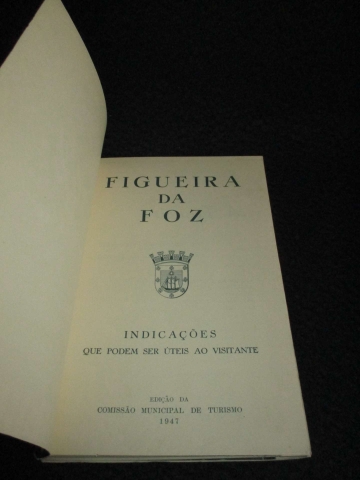 FIGUEIRA
DA
FOZ
INDICAÇÕES
QUE PODEM SER ÚTEIS AO VISITANTE
EDIÇÃO DA
COMISSÃO MUNICIPAL DE TURISMO
1947